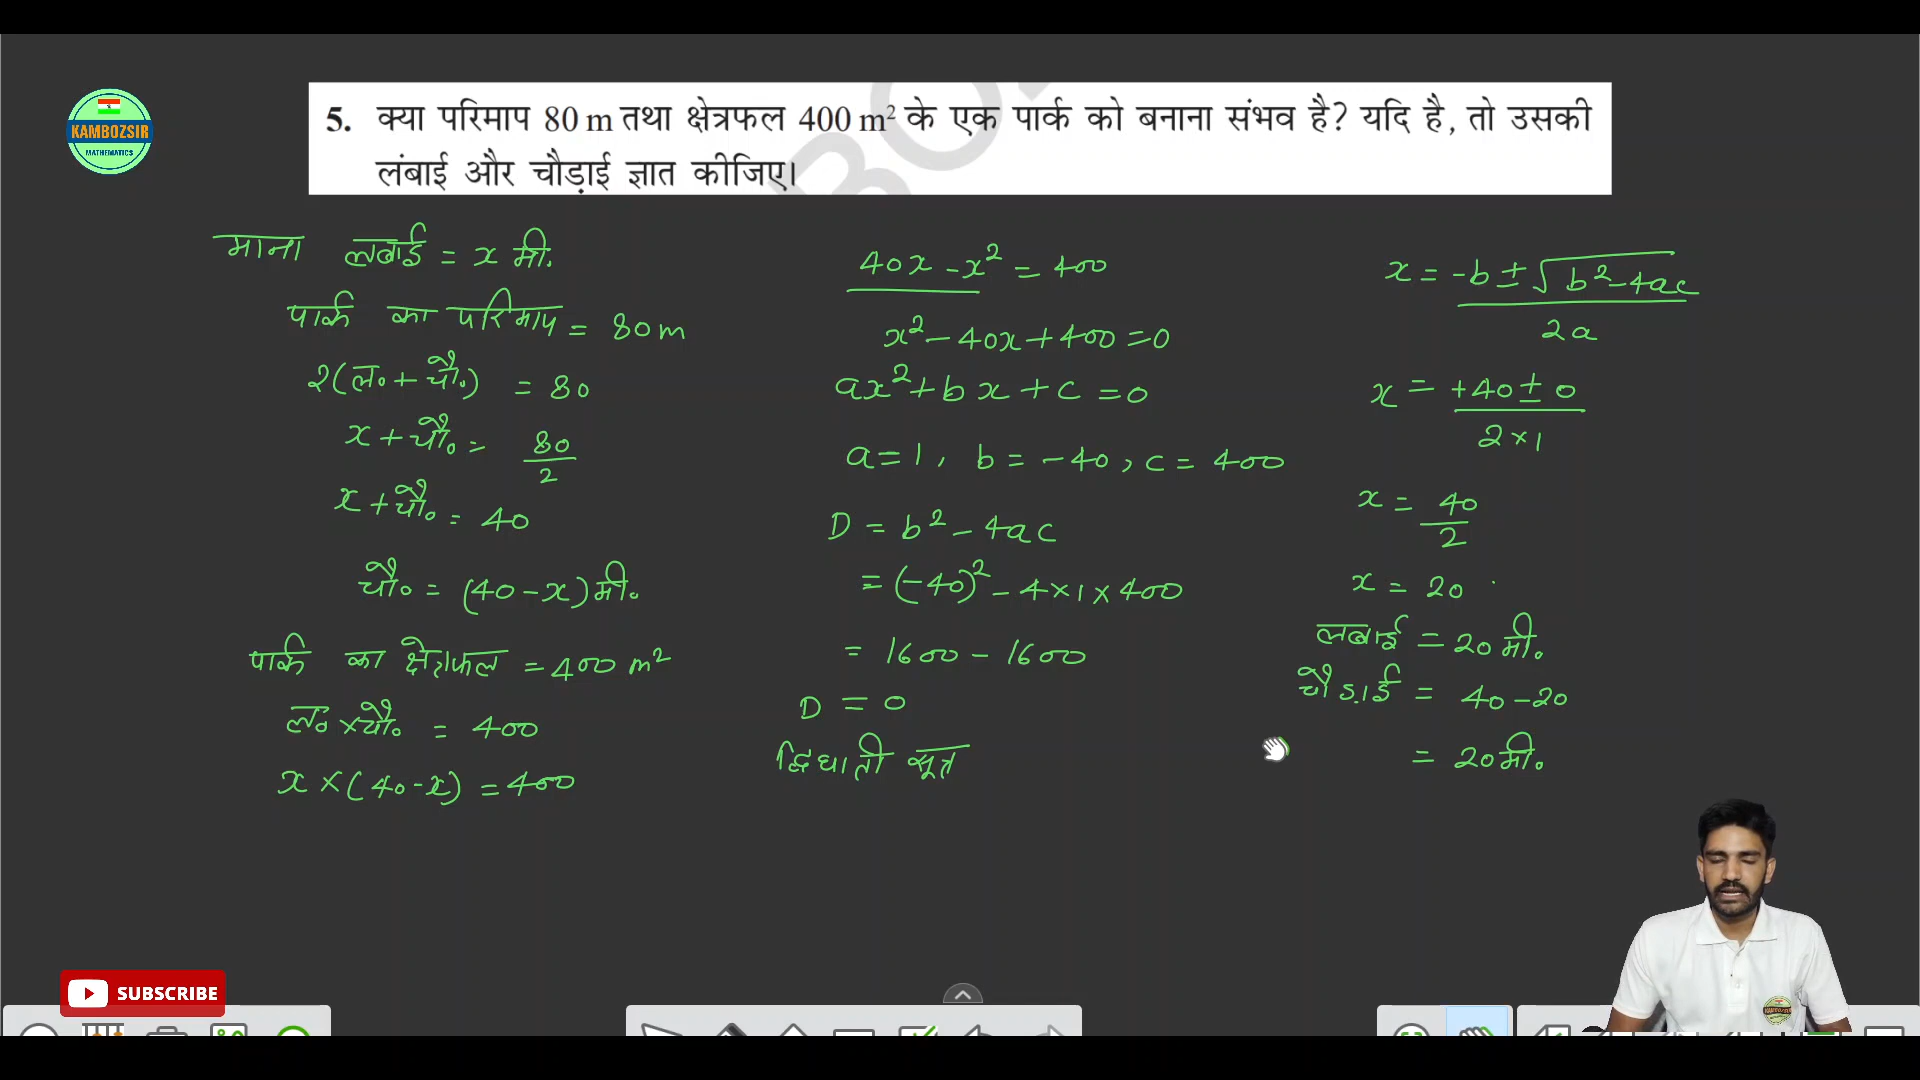 KAMBOZSIR
MATHEMATICS
5. क्या परिमाप 80 m तथा क्षेत्रफल 400 m² के एक पार्क को बनाना संभव है? यदि है, तो उसकी
लंबाई और चौड़ाई ज्ञात कीजिए।
माना लंबाई = x मी.
पार्क का परिमाप = 80m
2(ल० + चौ०) = 80
x + चौ० = 80/2
x + चौ० = 40
चौ० = (40-x) मी०
पार्क का क्षेत्रफल = 400 m²
ल० × चौ० = 400
x × (40-x) = 400
40x - x² = 400
x² - 40x + 400 = 0
ax² + bx + c = 0
a = 1, b = -40, c = 400
D = b² - 4ac
= (-40)² - 4×1×400
= 1600 - 1600
D = 0
द्विघाती सूत्र
x = -b ± √b²-4ac / 2a
x = +40 ± 0 / 2×1
x = 40/2
x = 20
लंबाई = 20 मी०
चौड़ाई = 40-20
= 20 मी०
SUBSCRIBE